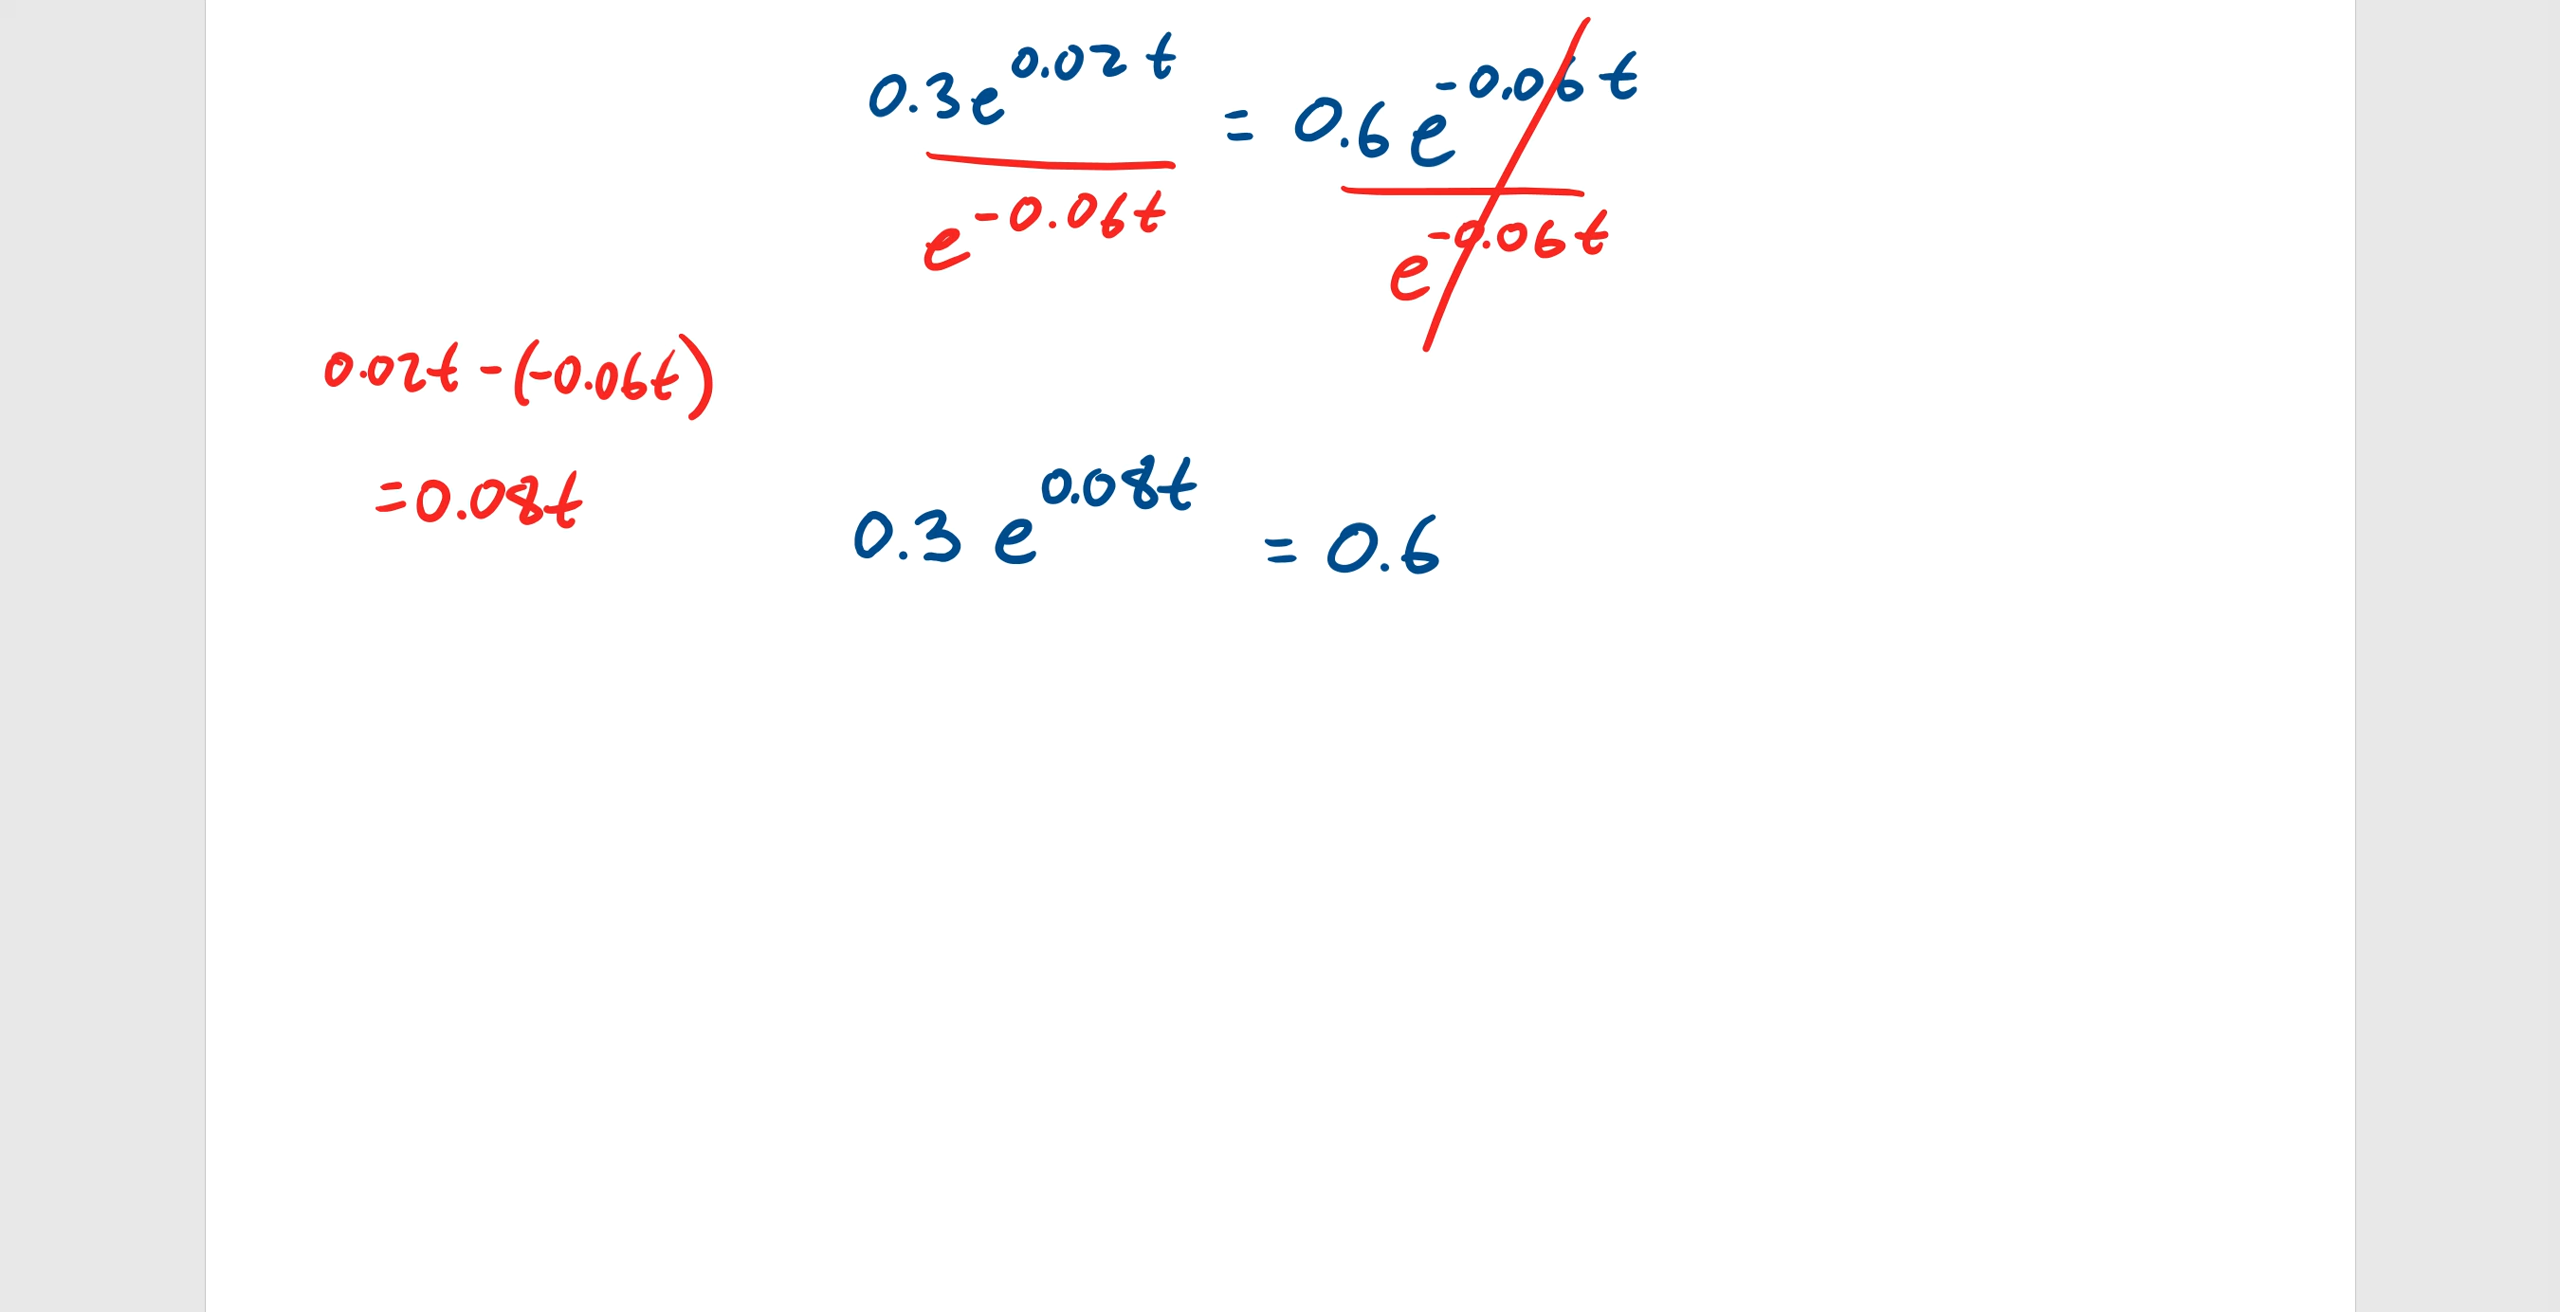 0.3e^{0.02t} = 0.6e^{-0.06t}
e^{-0.06t} e^{-0.06t}
0.02t-(-0.06t)
=0.08t
0.3e^{0.08t} = 0.6